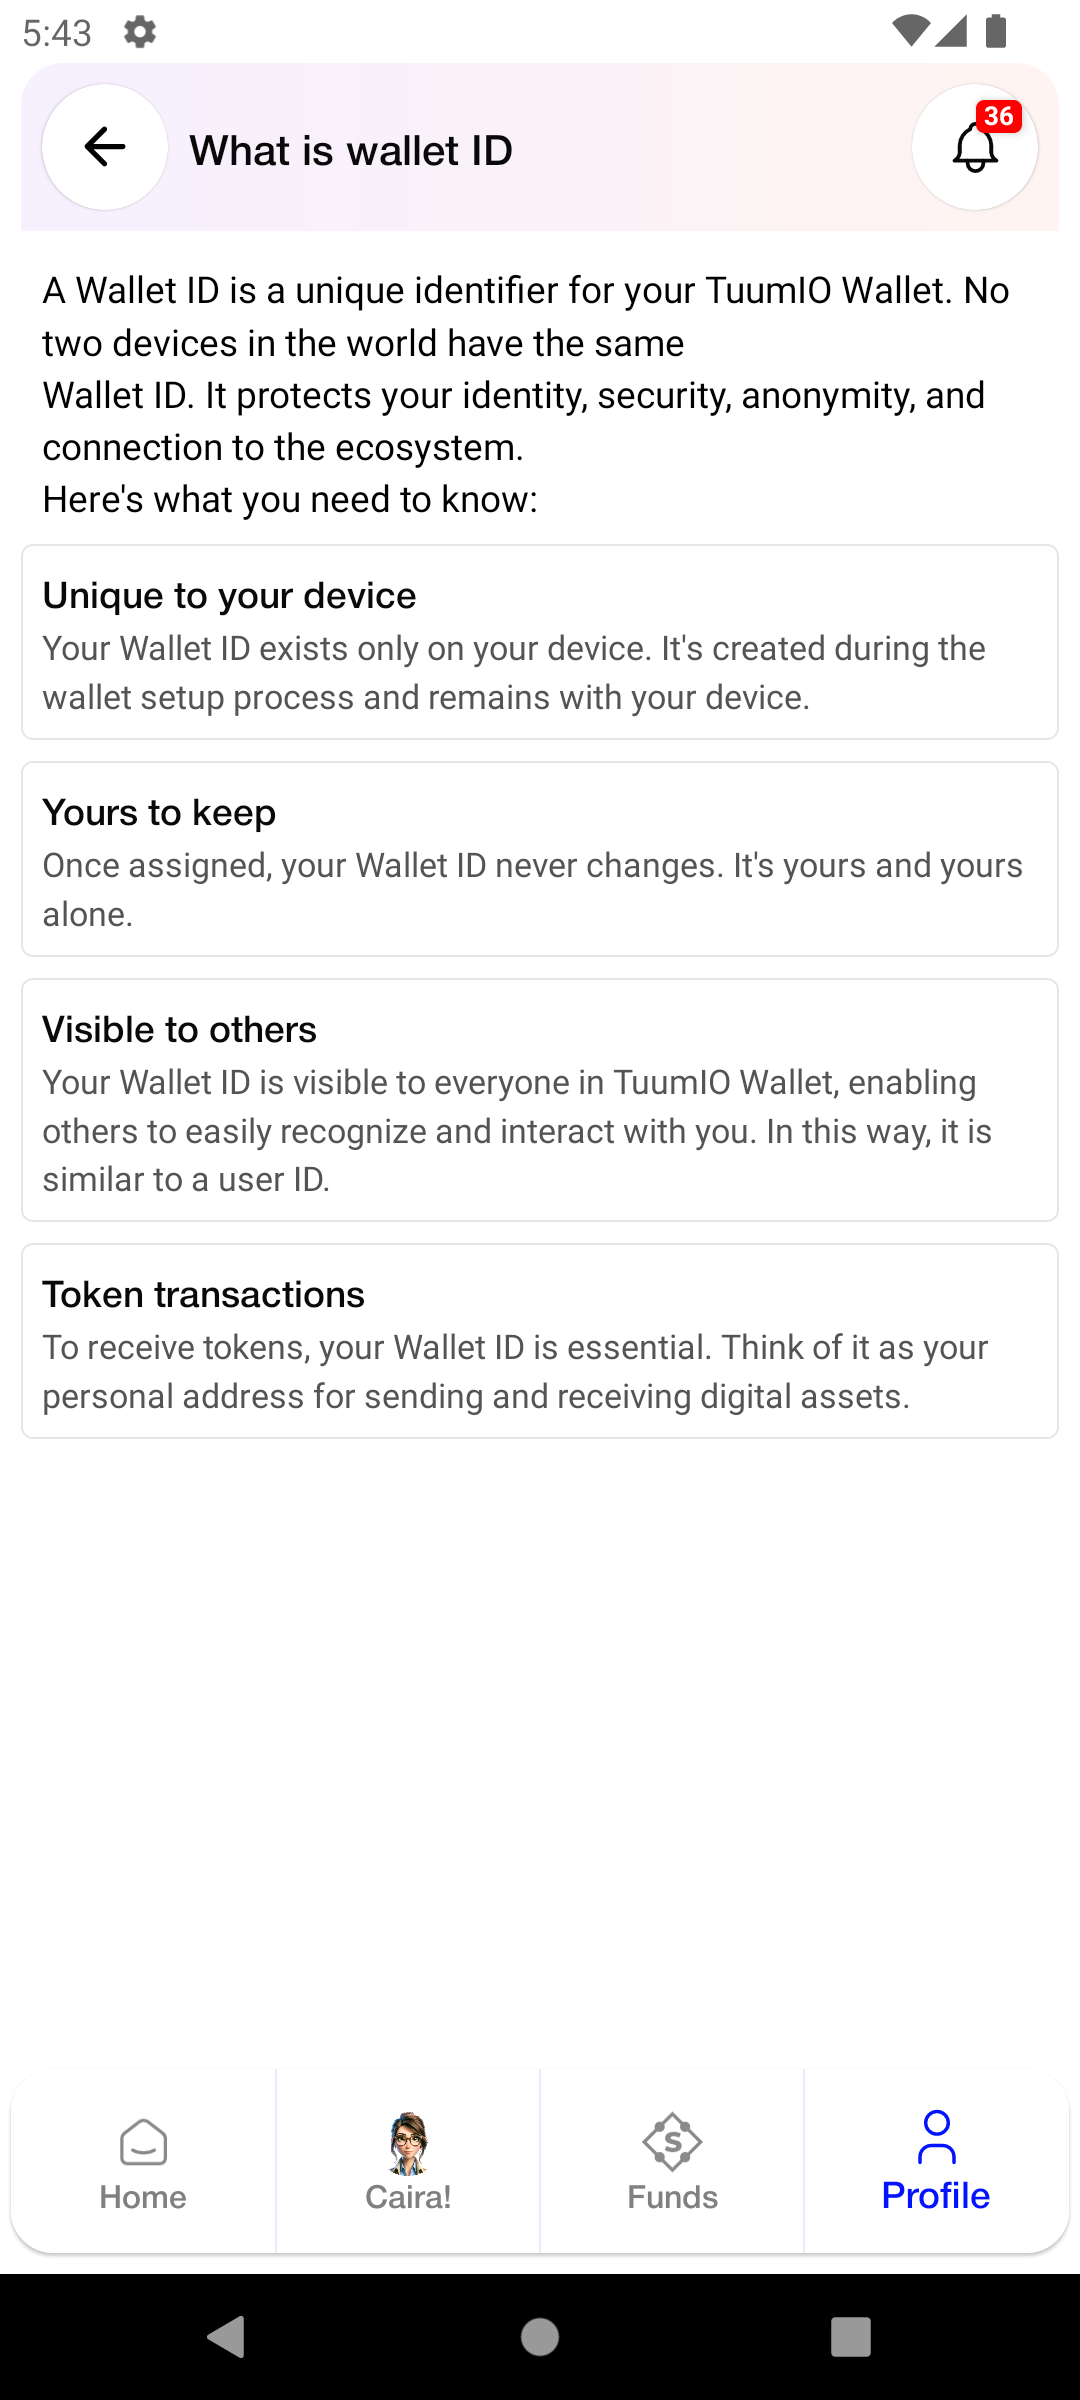 5:43
What is wallet ID
36
A Wallet ID is a unique identifier for your TuumIO Wallet. No
two devices in the world have the same
Wallet ID. It protects your identity, security, anonymity, and
connection to the ecosystem.
Here's what you need to know:
Unique to your device
Your Wallet ID exists only on your device. It's created during the
wallet setup process and remains with your device.
Yours to keep
Once assigned, your Wallet ID never changes. It's yours and yours
alone.
Visible to others
Your Wallet ID is visible to everyone in TuumIO Wallet, enabling
others to easily recognize and interact with you. In this way, it is
similar to a user ID.
Token transactions
To receive tokens, your Wallet ID is essential. Think of it as your
personal address for sending and receiving digital assets.
Home
Caira!
S
Funds
Profile